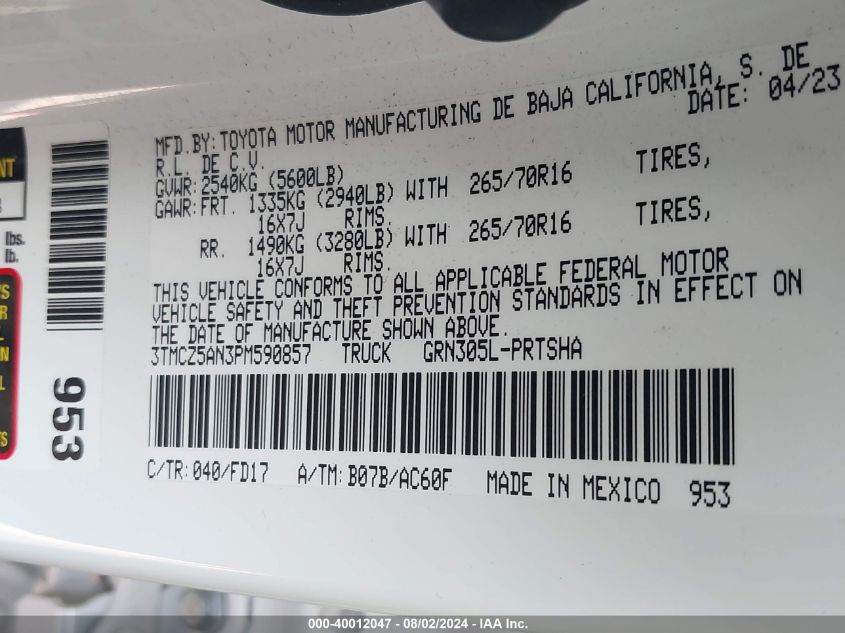 MFD.BY:TOYOTA MOTOR MANUFACTURING DE BAJA CALIFORNIA, S. DE
R.L. DE C.V. DATE: 04/23
GVWR:2540KG (5600LB)
GAWR:FRT. 1335KG (2940LB) WITH 265/70R16 TIRES,
16X7J RIMS.
RR. 1490KG (3280LB) WITH 265/70R16 TIRES,
16X7J RIMS.
THIS VEHICLE CONFORMS TO ALL APPLICABLE FEDERAL MOTOR
VEHICLE SAFETY AND THEFT PREVENTION STANDARDS IN EFFECT ON
THE DATE OF MANUFACTURE SHOWN ABOVE.
3TMCZ5AN3PM590857 TRUCK GRN305L-PRTSHA
C/TR:040/FD17 A/TM:B07B/AC60F MADE IN MEXICO 953
953
NT
lbs.
lb.
000-40012047 - 08/02/2024 - IAA Inc.